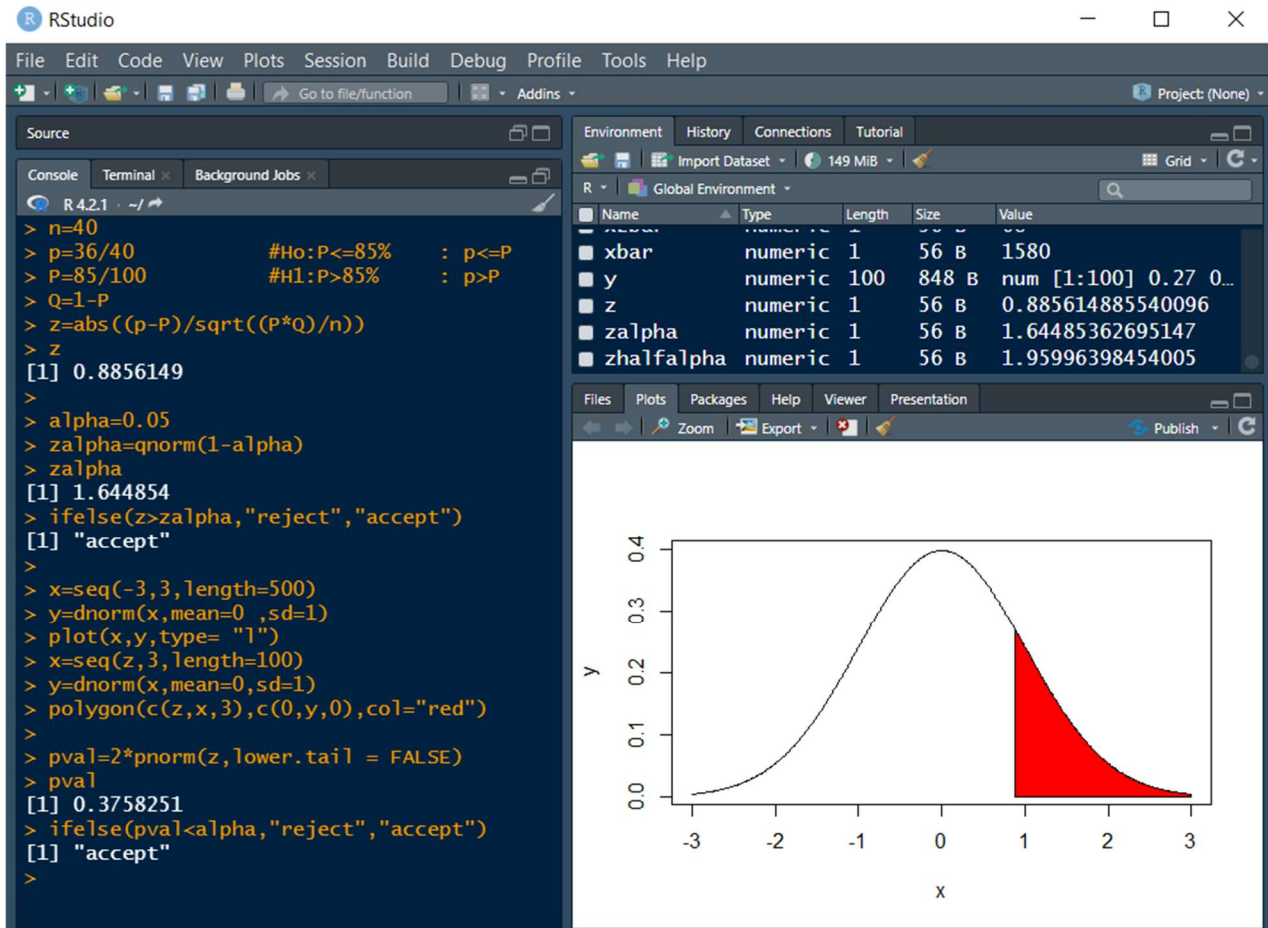 RStudio
File Edit Code View Plots Session Build Debug Profile Tools Help
Go to file/function Addins Project: (None)
Source
Console Terminal Background Jobs
R 4.2.1 · ~/
> n=40
> p=36/40 #Ho:P<=85% : p<=P
> P=85/100 #H1:P>85% : p>P
> Q=1-P
> z=abs((p-P)/sqrt((P*Q)/n))
> z
[1] 0.8856149
>
> alpha=0.05
> zalpha=qnorm(1-alpha)
> zalpha
[1] 1.644854
> ifelse(z>zalpha,"reject","accept")
[1] "accept"
>
> x=seq(-3,3,length=500)
> y=dnorm(x,mean=0 ,sd=1)
> plot(x,y,type= "l")
> x=seq(z,3,length=100)
> y=dnorm(x,mean=0,sd=1)
> polygon(c(z,x,3),c(0,y,0),col="red")
>
> pval=2*pnorm(z,lower.tail = FALSE)
> pval
[1] 0.3758251
> ifelse(pval<alpha,"reject","accept")
[1] "accept"
>
Environment History Connections Tutorial
Import Dataset 149 MiB Grid
R Global Environment
Name Type Length Size Value
xbar numeric 1 56 B 1580
y numeric 100 848 B num [1:100] 0.27 0...
z numeric 1 56 B 0.885614885540096
zalpha numeric 1 56 B 1.64485362695147
zhalfalpha numeric 1 56 B 1.95996398454005
Files Plots Packages Help Viewer Presentation
Zoom Export Publish
0.4
0.3
0.2
0.1
0.0
y
-3 -2 -1 0 1 2 3
x